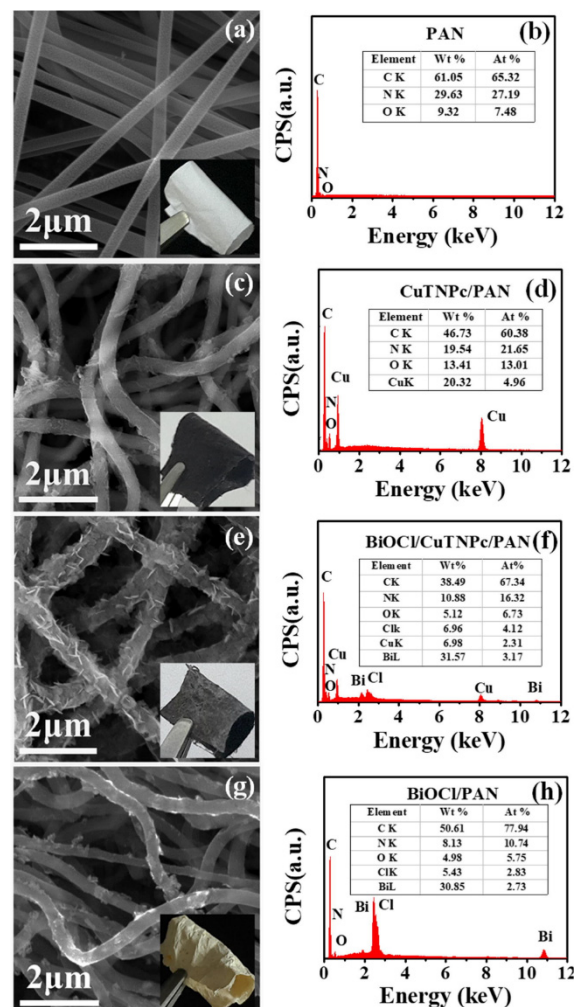 (a)
2μm
PAN (b)
Element Wt % At %
C K 61.05 65.32
N K 29.63 27.19
O K 9.32 7.48
C
N
O
CPS(a.u.)
0 2 4 6 8 10 12
Energy (keV)
(c)
2μm
(d)
CuTNPc/PAN
Element Wt % At %
C K 46.73 60.38
N K 19.54 21.65
O K 13.41 13.01
CuK 20.32 4.96
C
Cu
N
O
Cu
CPS(a.u.)
0 2 4 6 8 10 12
Energy (keV)
(e)
2μm
BiOCl/CuTNPc/PAN (f)
Element Wt% At%
CK 38.49 67.34
NK 10.88 16.32
OK 5.12 6.73
Clk 6.96 4.12
CuK 6.98 2.31
BiL 31.57 3.17
C
N Cu
O
Bi Cl
Cu
Bi
CPS(a.u.)
0 2 4 6 8 10 12
Energy (keV)
(g)
2μm
BiOCl/PAN (h)
Element Wt % At %
C K 50.61 77.94
N K 8.13 10.74
O K 4.98 5.75
ClK 5.43 2.83
BiL 30.85 2.73
C
N
O
Bi Cl
Bi
CPS(a.u.)
0 2 4 6 8 10 12
Energy (keV)